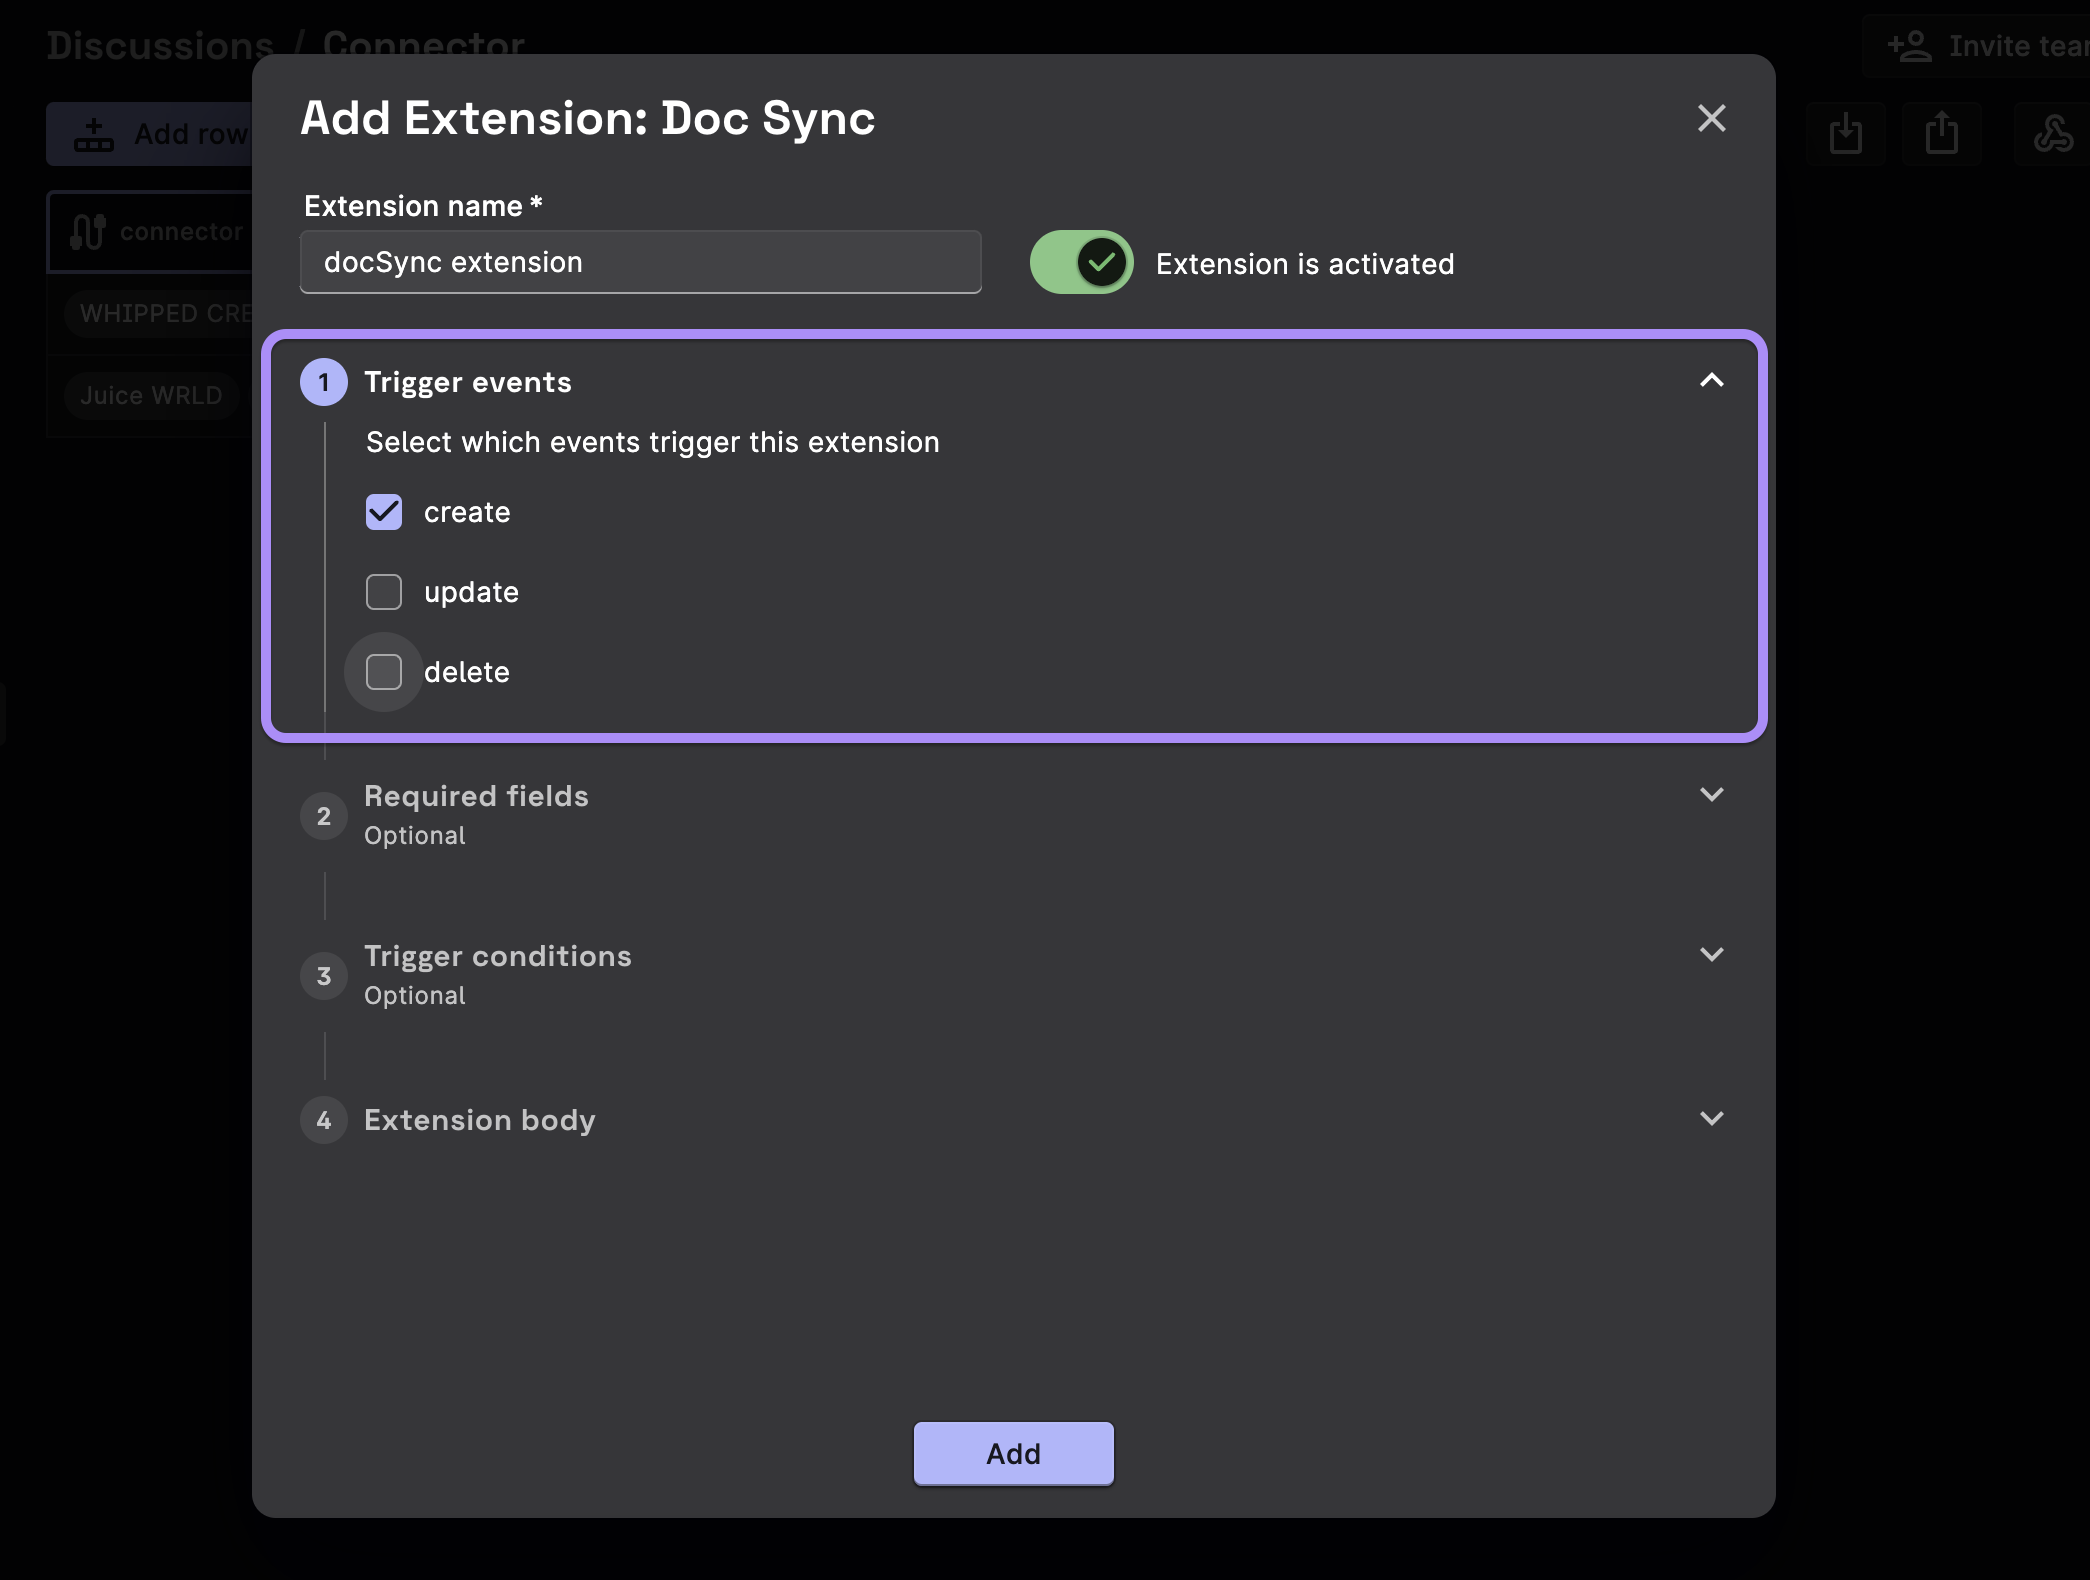 Discussions / Connector
Invite tear
Add row
connector
WHIPPED CRE
Juice WRLD
Add Extension: Doc Sync
Extension name *
docSync extension
Extension is activated
1 Trigger events
Select which events trigger this extension
create
update
delete
2 Required fields
Optional
3 Trigger conditions
Optional
4 Extension body
Add